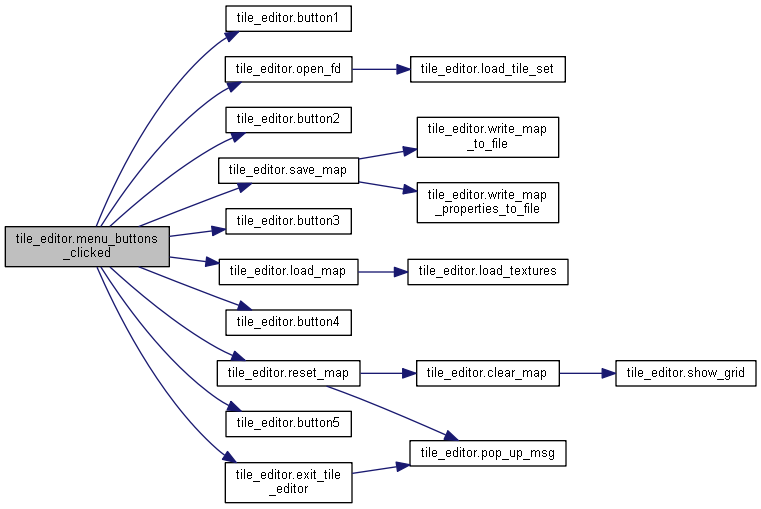 tile_editor.menu_buttons
_clicked
tile_editor.button1
tile_editor.open_fd
tile_editor.load_tile_set
tile_editor.button2
tile_editor.save_map
tile_editor.write_map
_to_file
tile_editor.write_map
_properties_to_file
tile_editor.button3
tile_editor.load_map
tile_editor.load_textures
tile_editor.button4
tile_editor.reset_map
tile_editor.clear_map
tile_editor.show_grid
tile_editor.button5
tile_editor.pop_up_msg
tile_editor.exit_tile
_editor